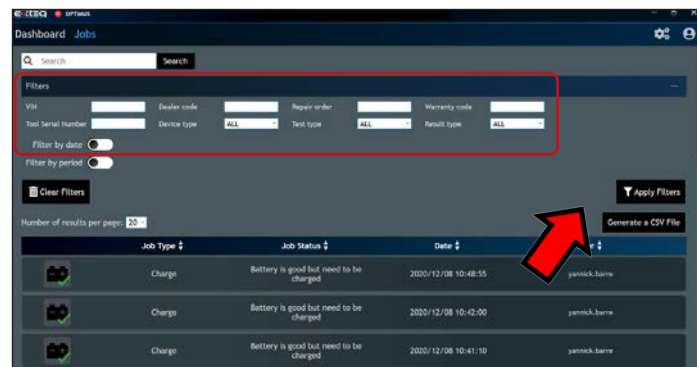 OPTIMUS
Dashboard Jobs
Search Search
Filters
VIN Dealer code Repair order Warranty code
Tool Serial Number Device type ALL Test type ALL Result type ALL
Filter by date
Filter by period
Clear Filters Apply Filters
Number of results per page: 20 Generate a CSV File
Job Type Job Status Date
Charge Battery is good but need to be charged 2020/12/08 10:48:55 yannick.barre
Charge Battery is good but need to be charged 2020/12/08 10:42:00 yannick.barre
Charge Battery is good but need to be charged 2020/12/08 10:41:10 yannick.barre